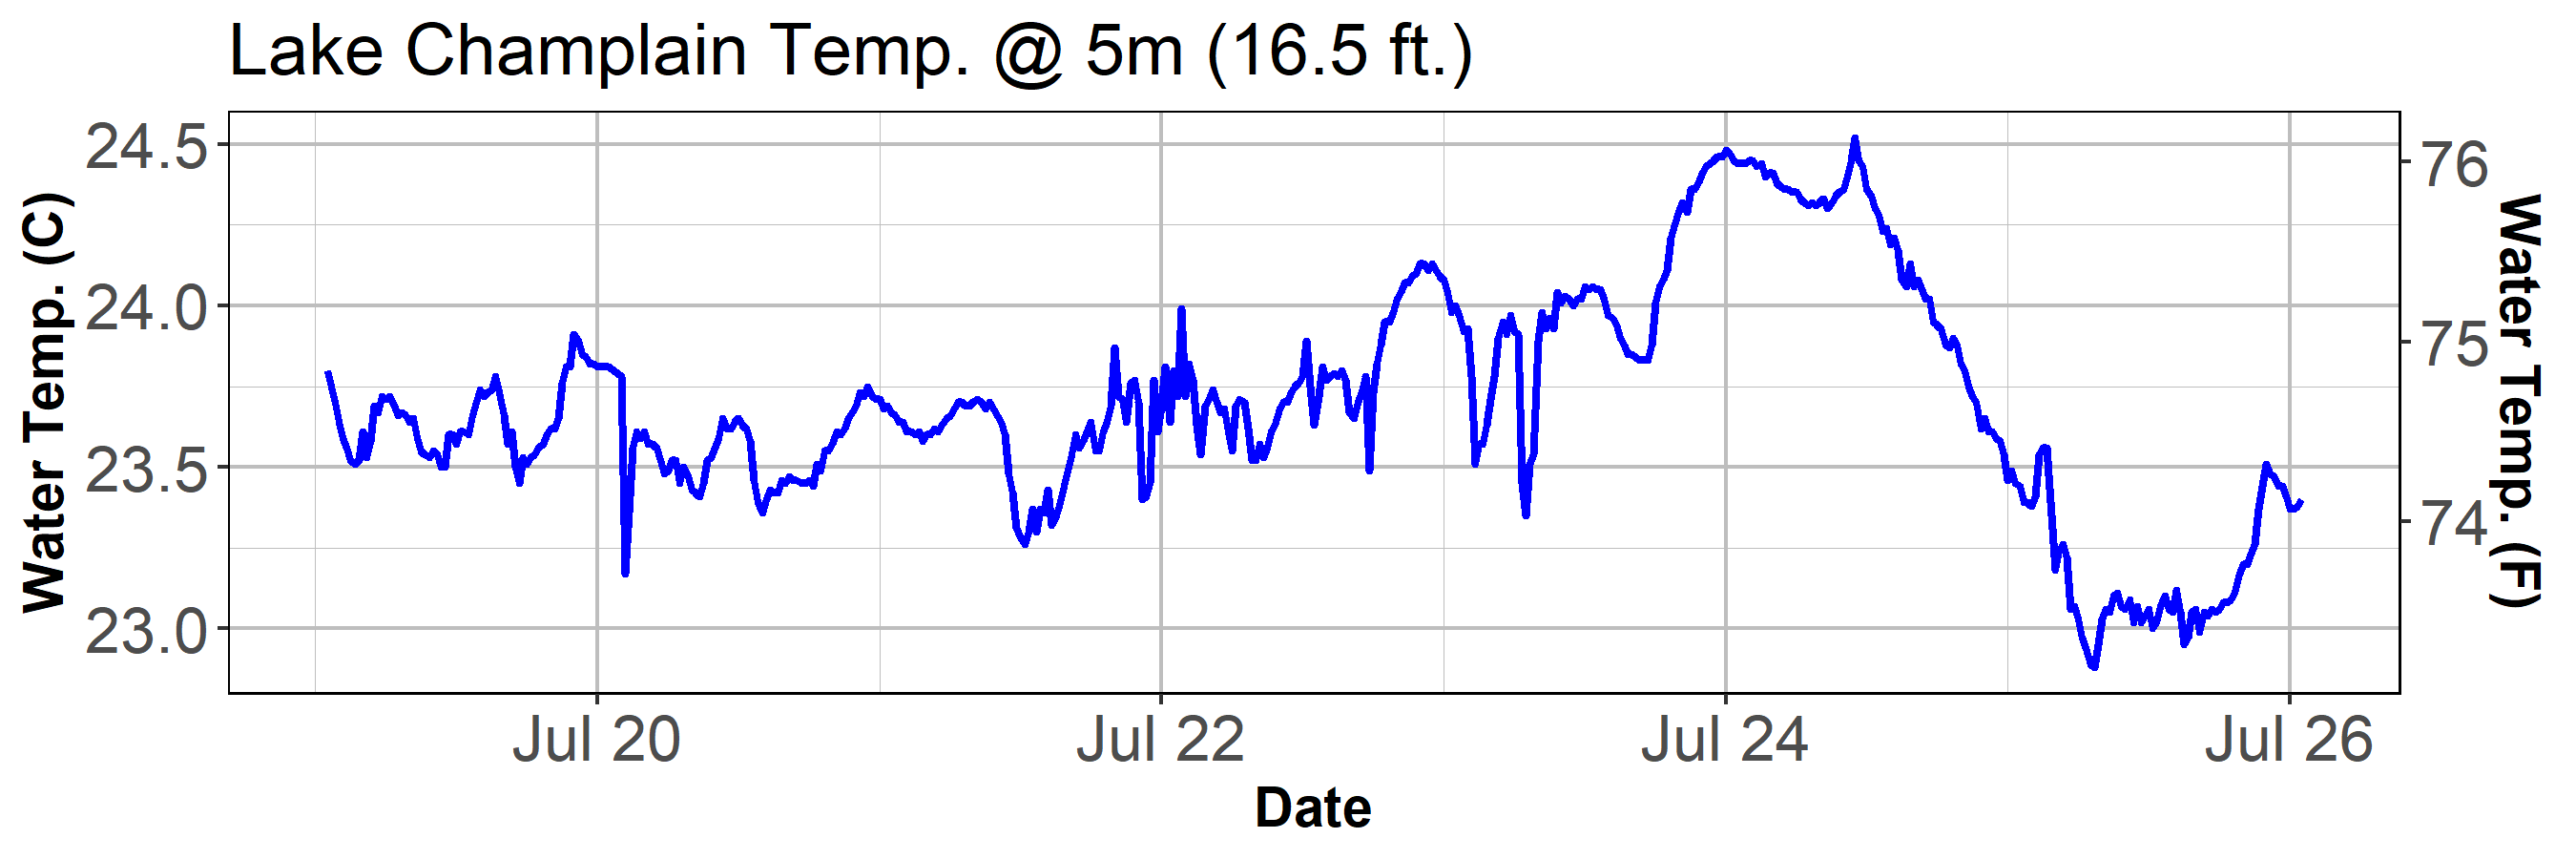 Lake Champlain Temp. @ 5m (16.5 ft.)
Water Temp. (C)
24.5
24.0
23.5
23.0
76
75
74
Water Temp. (F)
Jul 20 Jul 22 Jul 24 Jul 26
Date